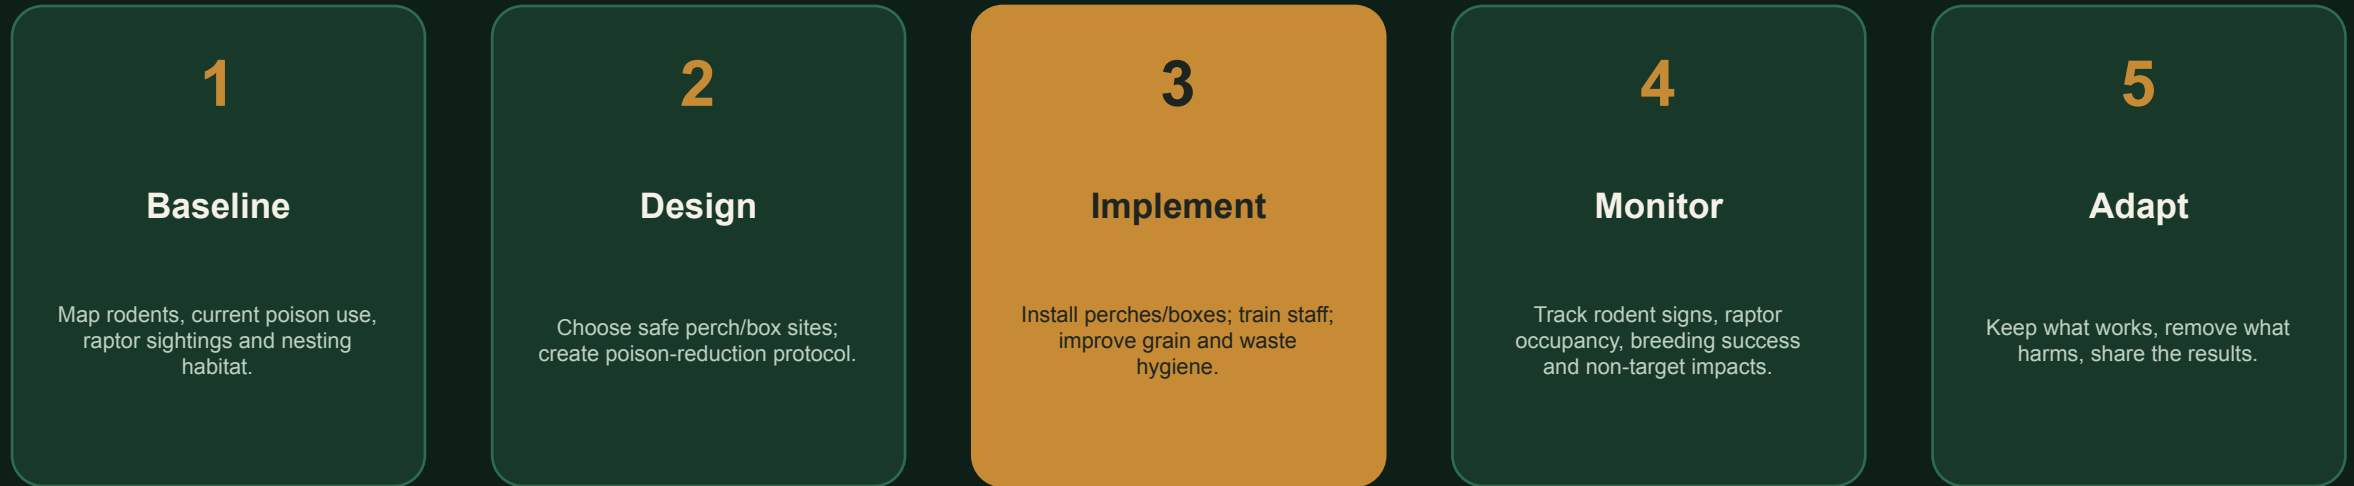 1
Baseline
Map rodents, current poison use,
raptor sightings and nesting
habitat.
2
Design
Choose safe perch/box sites;
create poison-reduction protocol.
3
Implement
Install perches/boxes; train staff;
improve grain and waste
hygiene.
4
Monitor
Track rodent signs, raptor
occupancy, breeding success
and non-target impacts.
5
Adapt
Keep what works, remove what
harms, share the results.